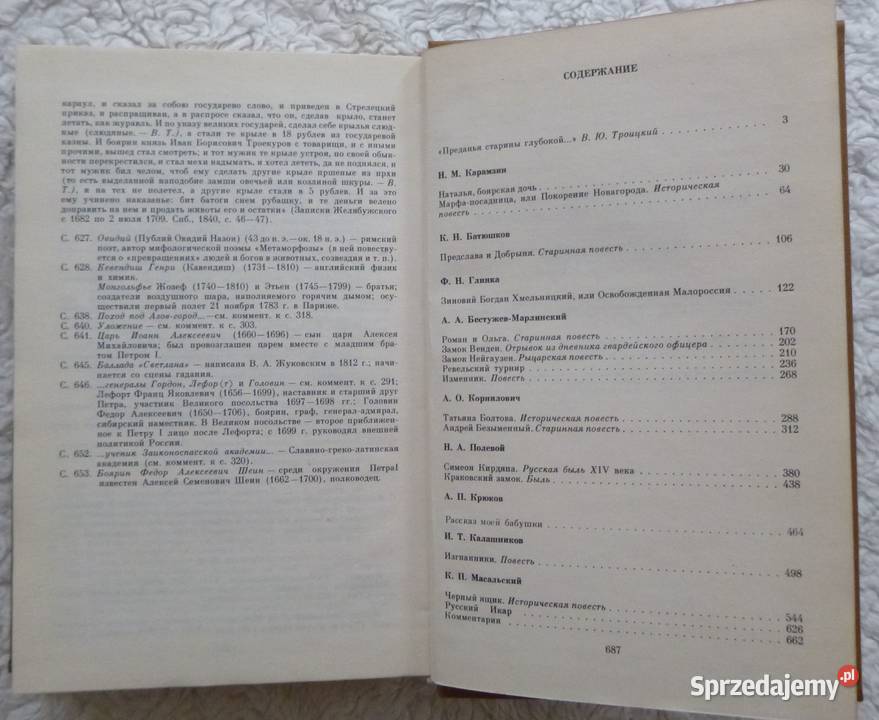 караул, и сказал за собою государево слово, и приведен в Стрелецкий
приказ, и распрашиван, а в распросе сказал, что он, сделав крыло, станет
летать, как журавль. И по указу великих государей, сделал себе крылья слюд-
ные (слюдяные. — В. Т.), а стали те крыле в 18 рублев из государевой
казны. И боярин князь Иван Борисович Троекуров с товарищи, и с иными
прочими, вышед стал смотреть; и тот мужик те крыле устроя, по своей обык-
ности перекрестился, и стал мехи надымать, и хотел лететь, да не поднялся, и
тот мужик бил челом, чтоб ему сделать другие крыле иршеные из ирхи
(то есть выделанной наподобие замши овечьей или козлиной шкуры. — В.
Т.), и на тех не полетел, а другие крыле стали в 5 рублев. И за это
ему учинено наказанье: бит батоги снем рубашку, и те деньги велено
доправить на нем и продать животы его и остатки» (Записки Желябужского
с 1682 по 2 июля 1709. Спб., 1840, с. 46—47).
С. 627. Овидий (Публий Овидий Назон) (43 до н. э.—ок. 18 н. э.) — римский
поэт, автор мифологической поэмы «Метаморфозы» (в ней повеству-
ется о «превращениях» людей и богов в животных, созвездия и т. п.).
С. 628. Кевендиш Генри (Кавендиш) (1731—1810) — английский физик
и химик.
Монгольфье Жозеф (1740—1810) и Этьен (1745—1799) — братья;
создатели воздушного шара, наполняемого горячим дымом; осу-
ществили первый полет 21 ноября 1783 г. в Париже.
С. 638. Поход под Азов-город...—см. коммент. к с. 318.
С. 640. Уложение — см. коммент. к с. 303.
С. 641. Царь Иоанн Алексеевич (1660—1696) — сын царя Алексея
Михайловича; был провозглашен царем вместе с младшим бра-
том Петром I.
С. 645. Баллада «Светлана» — написана В. А. Жуковским в 1812 г.; начи-
нается со сцены гадания.
С. 646. ...генералы Гордон, Лефор(т) и Головин — см. коммент. к с. 291;
Лефорт Франц Яковлевич (1656—1699), наставник и старший друг
Петра, участник Великого посольства 1697—1698 гг.; Головин
Федор Алексеевич (1650—1706), боярин, граф, генерал-адмирал,
сибирский наместник. В Великом посольстве — второе приближен-
ное к Петру I лицо после Лефорта; с 1699 г. руководил внешней
политикой России.
С. 652. ...ученик Заиконоспасской академии... — Славяно-греко-латинская
академия (см. коммент. к с. 320).
С. 653. Боярин Федор Алексеевич Шеин — среди окружения Петра I
известен Алексей Семенович Шеин (1662—1700), полководец.
СОДЕРЖАНИЕ
«Преданья старины глубокой...» В. Ю. Троицкий 3
Н. М. Карамзин
Наталья, боярская дочь 30
Марфа-посадница, или Покорение Новагорода. Историческая
повесть 64
К. Н. Батюшков
Предслава и Добрыня. Старинная повесть 106
Ф. Н. Глинка
Зиновий Богдан Хмельницкий, или Освобожденная Малороссия 122
А. А. Бестужев-Марлинский
Роман и Ольга. Старинная повесть 170
Замок Венден. Отрывок из дневника гвардейского офицера 202
Замок Нейгаузен. Рыцарская повесть 210
Ревельский турнир 236
Изменник. Повесть 268
А. О. Корнилович
Татьяна Болтова. Историческая повесть 288
Андрей Безыменный. Старинная повесть 312
Н. А. Полевой
Симеон Кирдяпа. Русская быль XIV века 380
Краковский замок. Быль 438
А. П. Крюков
Рассказ моей бабушки 464
И. Т. Калашников
Изгнанники. Повесть 498
К. П. Масальский
Черный ящик. Историческая повесть 544
Русский Икар 626
Комментарии 662
687
Sprzedajemy.pl